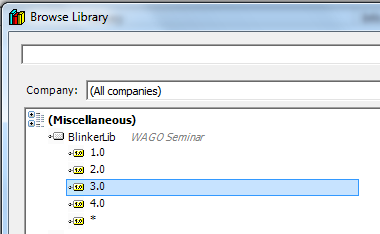 Browse Library
Company: (All companies)
(Miscellaneous)
BlinkerLib WAGO Seminar
1.0
2.0
3.0
4.0
*